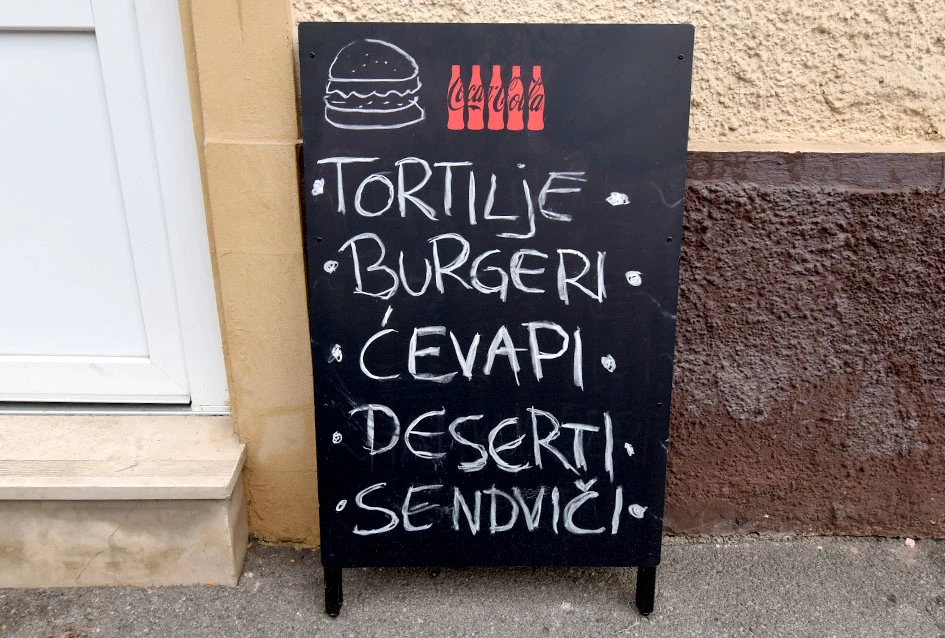 Coca-Cola
TORTILjE
BURGERI
ĆEVAPI
DESERTI
SENDVIČI